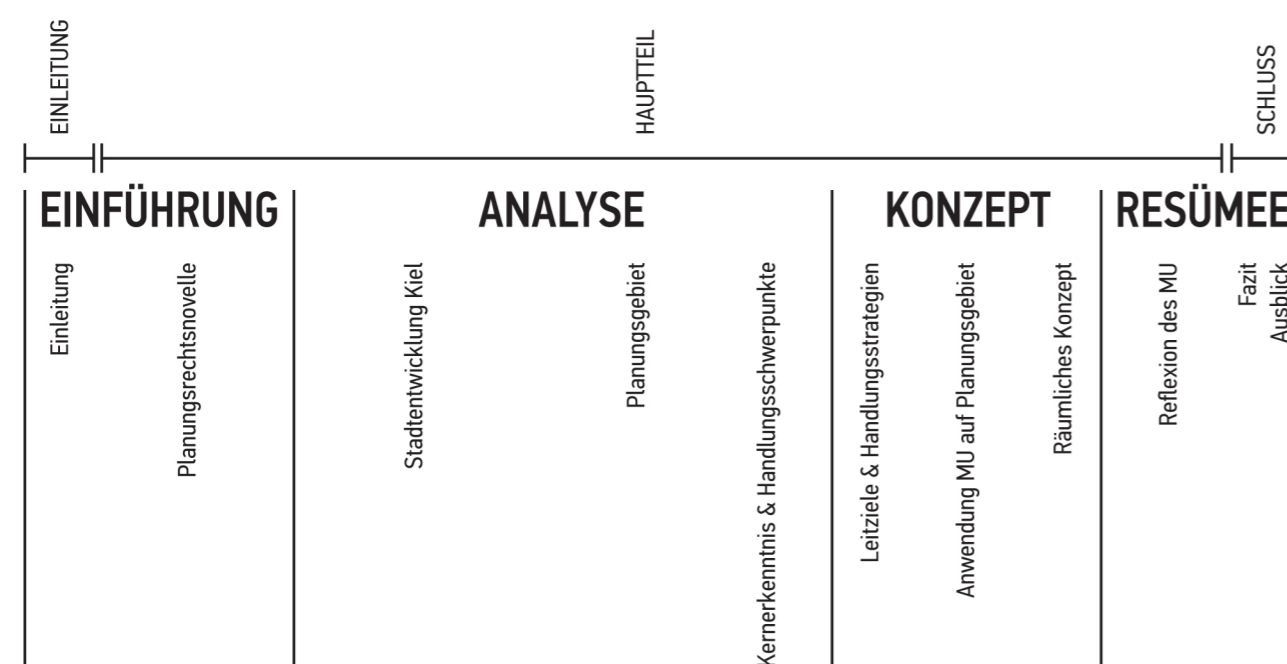 EINLEITUNG
HAUPTTEIL
SCHLUSS
EINFÜHRUNG
ANALYSE
KONZEPT
RESÜMEE
Einleitung
Planungsrechtsnovelle
Stadtentwicklung Kiel
Planungsgebiet
Kernerkenntnis & Handlungsschwerpunkte
Leitziele & Handlungsstrategien
Anwendung MU auf Planungsgebiet
Räumliches Konzept
Reflexion des MU
Fazit
Ausblick